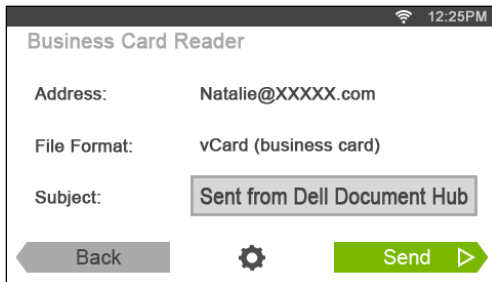 12:25PM
Business Card Reader
Address: Natalie@XXXXX.com
File Format: vCard (business card)
Subject: Sent from Dell Document Hub
Back Send